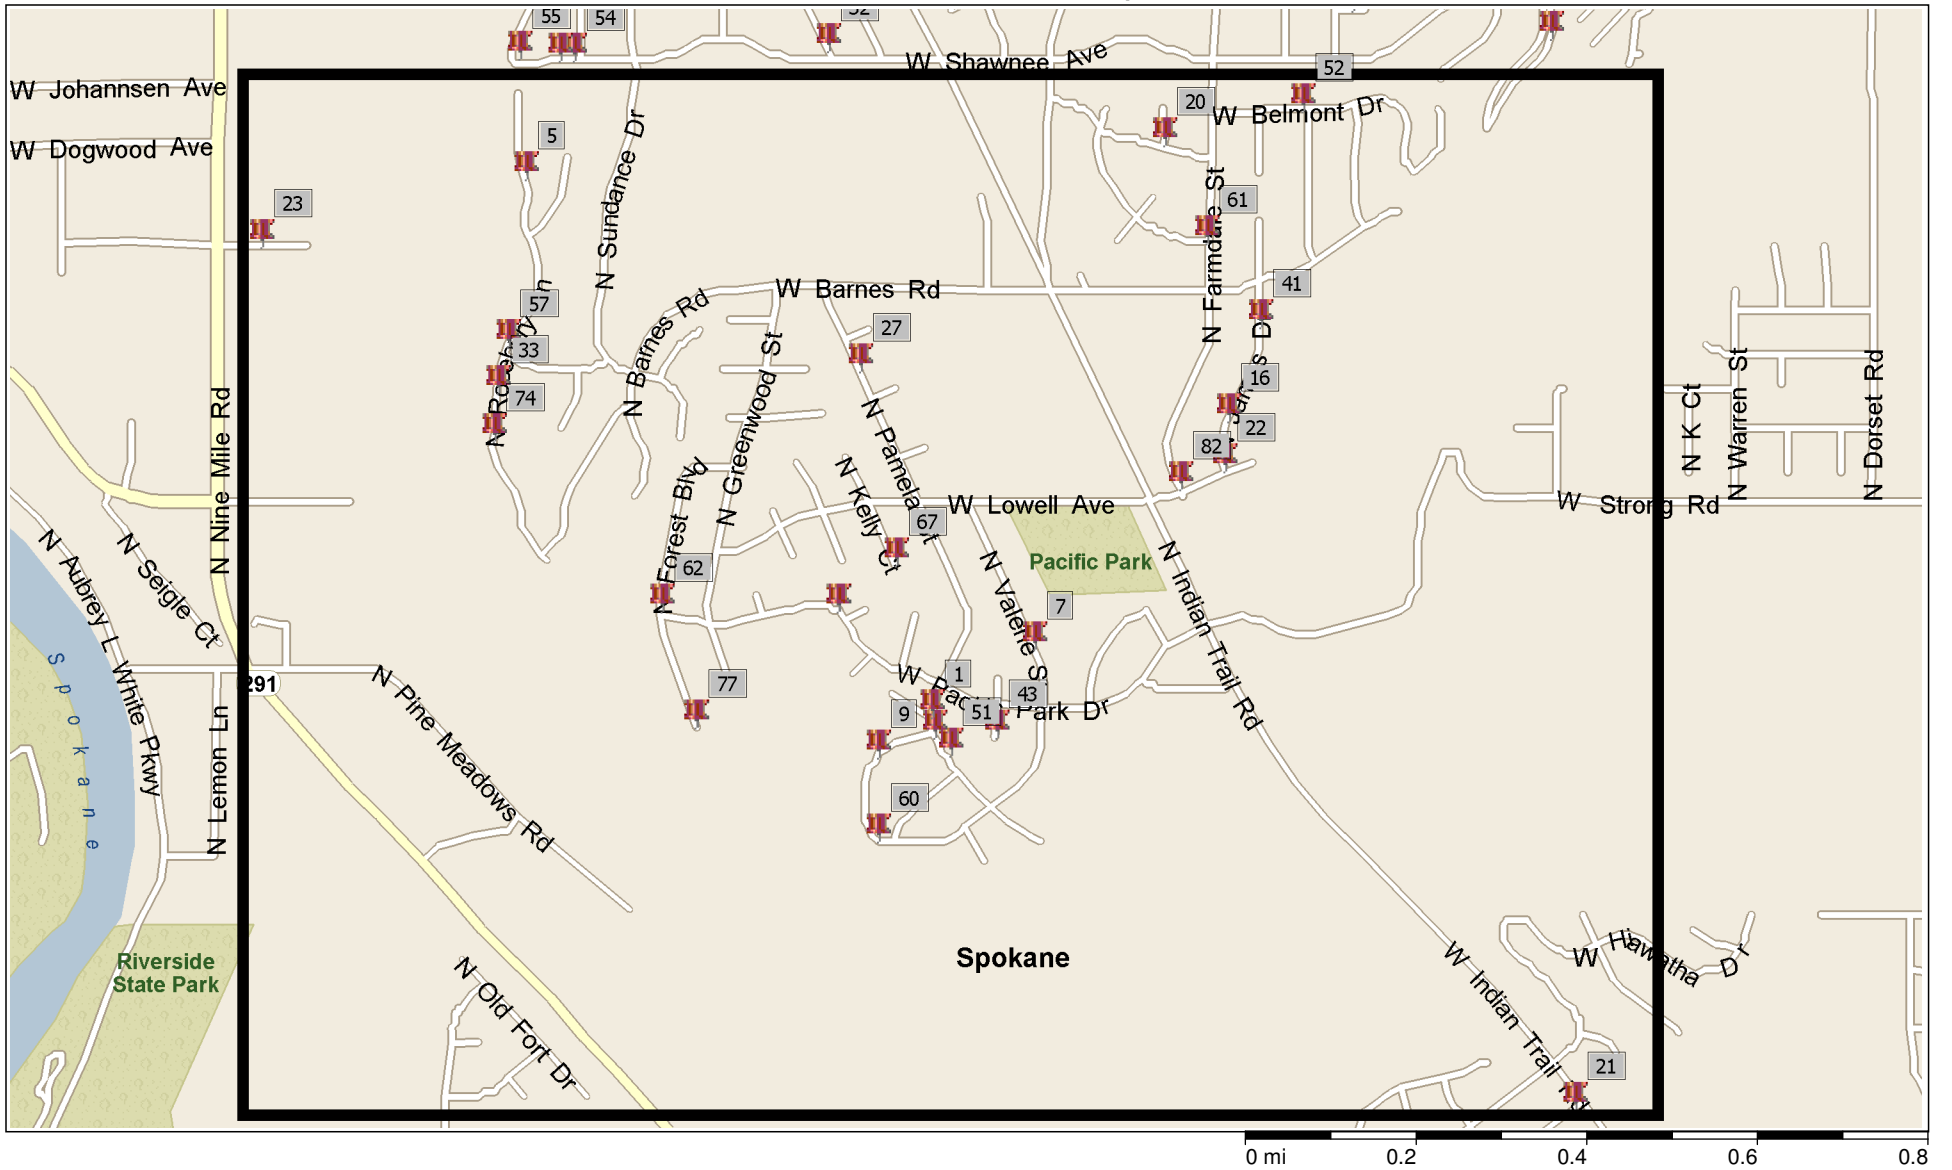 55
54
52
W Shawnee Ave
52
W Johannsen Ave
20
W Belmont Dr
5
W Dogwood Ave
N Sundance Dr
23
61
N Farmdale St
57
W Barnes Rd
41
27
33
N Barnes Rd
N Greenwood St
16
74
N Nine Mile Rd
N Pamela St
22
82
N K Ct
N Warren St
N Dorset Rd
N Forest Blvd
N Kelly Ct
W Lowell Ave
W Strong Rd
67
N Aubrey L White Pkwy
N Seigle Ct
62
Pacific Park
N Valerie St
N Indian Trail Rd
7
Spokane
291
N Pine Meadows Rd
77
1
W Pacific Park Dr
43
9
51
N Lemon Ln
60
Riverside
State Park
Spokane
N Old Fort Dr
W Indian Trail Rd
W Hiawatha Dr
21
0 mi 0.2 0.4 0.6 0.8